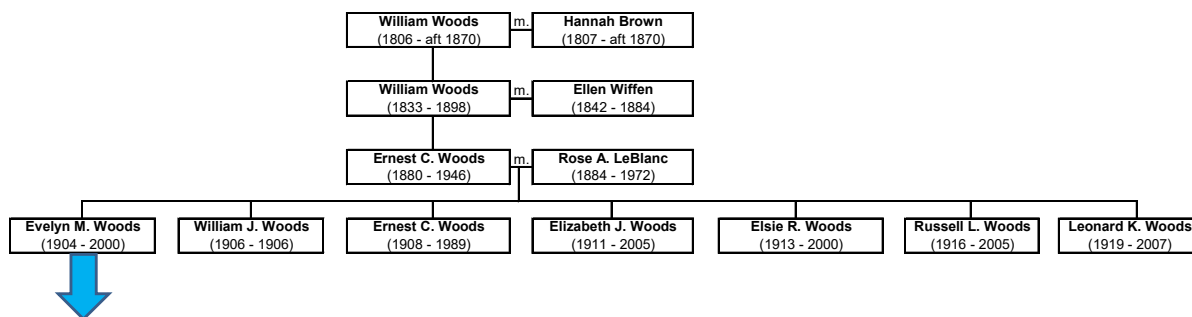 William Woods m. Hannah Brown
(1806 - aft 1870) (1807 - aft 1870)
William Woods m. Ellen Wiffen
(1833 - 1898) (1842 - 1884)
Ernest C. Woods m. Rose A. LeBlanc
(1880 - 1946) (1884 - 1972)
Evelyn M. Woods William J. Woods Ernest C. Woods Elizabeth J. Woods Elsie R. Woods Russell L. Woods Leonard K. Woods
(1904 - 2000) (1906 - 1906) (1908 - 1989) (1911 - 2005) (1913 - 2000) (1916 - 2005) (1919 - 2007)